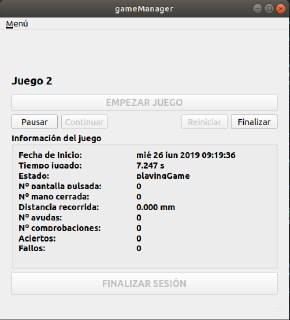 gameManager
Menú
Juego 2
EMPEZAR JUEGO
Pausar Continuar Reiniciar Finalizar
Información del juego
Fecha de Inicio: mié 26 jun 2019 09:19:36
Tiempo jugado: 7.247 s
Estado: playingGame
Nº pantalla pulsada: 0
Nº mano cerrada: 0
Distancia recorrida: 0.000 mm
Nº ayudas: 0
Nº comprobaciones: 0
Aciertos: 0
Fallos: 0
FINALIZAR SESIÓN